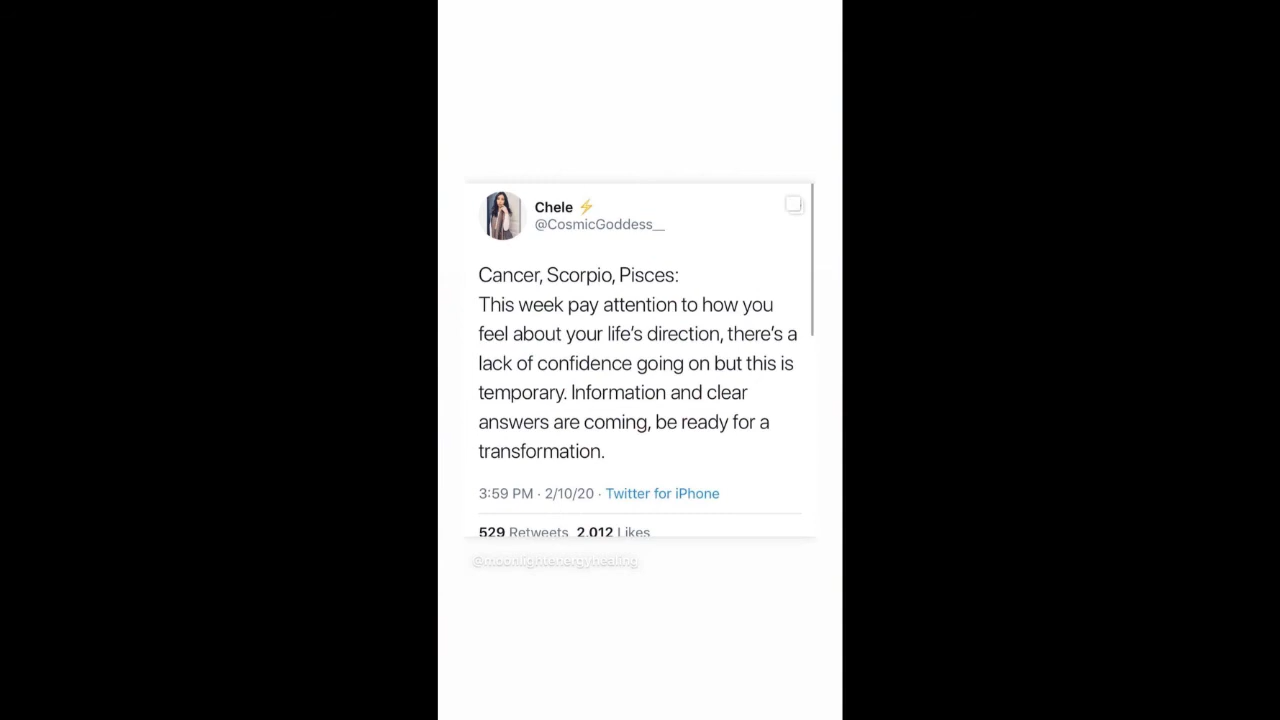 Chele ⚡
@CosmicGoddess__
Cancer, Scorpio, Pisces:
This week pay attention to how you
feel about your life's direction, there's a
lack of confidence going on but this is
temporary. Information and clear
answers are coming, be ready for a
transformation.
3:59 PM · 2/10/20 · Twitter for iPhone
529 Retweets 2,012 Likes
@moonlightenergyhealing